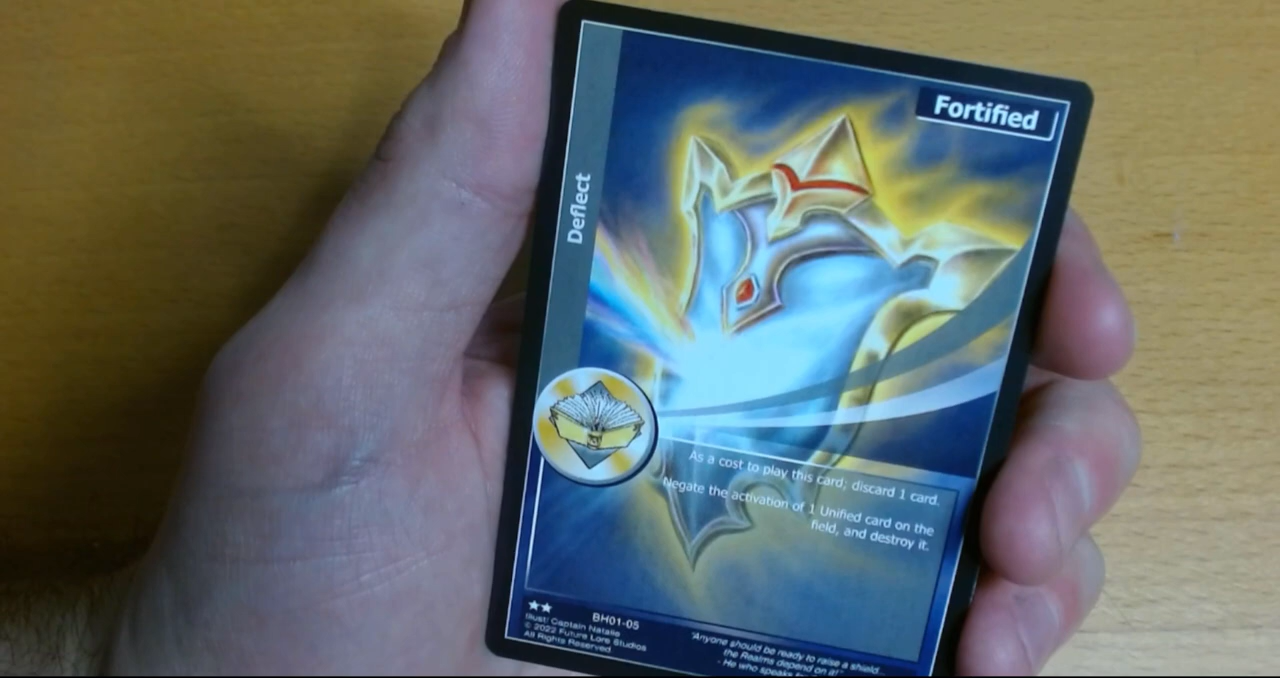 Fortified
Deflect
As a cost to play this card; discard 1 card.
Negate the activation of 1 Unified card on the
field, and destroy it.
★★ BH01-05
Illust: Captain Natalie
© 2022 Future Lore Studios
All Rights Reserved
"Anyone should be ready to raise a shield...
the Realms depend on it!"
- He who speaks